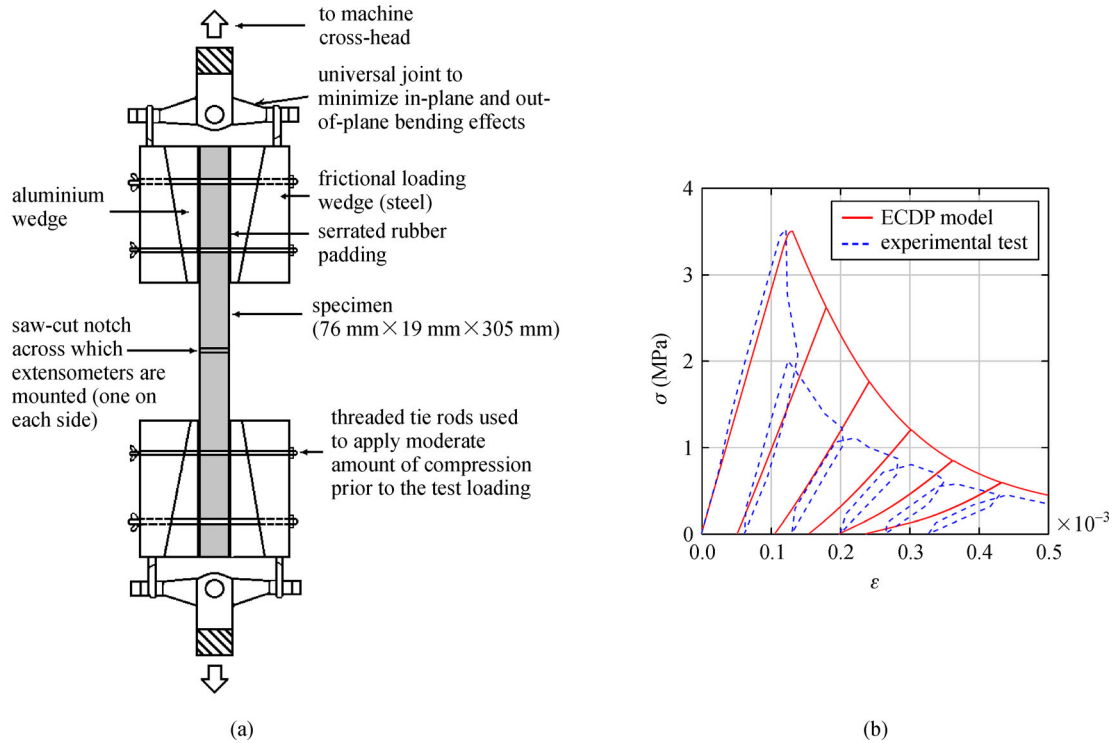 (a)
to machine
cross-head
universal joint to
minimize in-plane and out-
of-plane bending effects
aluminium
wedge
frictional loading
wedge (steel)
serrated rubber
padding
specimen
(76 mm×19 mm×305 mm)
saw-cut notch
across which
extensometers are
mounted (one on
each side)
threaded tie rods used
to apply moderate
amount of compression
prior to the test loading
(a)
4
3
2
1
0
σ (MPa)
ECDP model
experimental test
0.0 0.1 0.2 0.3 0.4 0.5
×10⁻³
ε
(b)